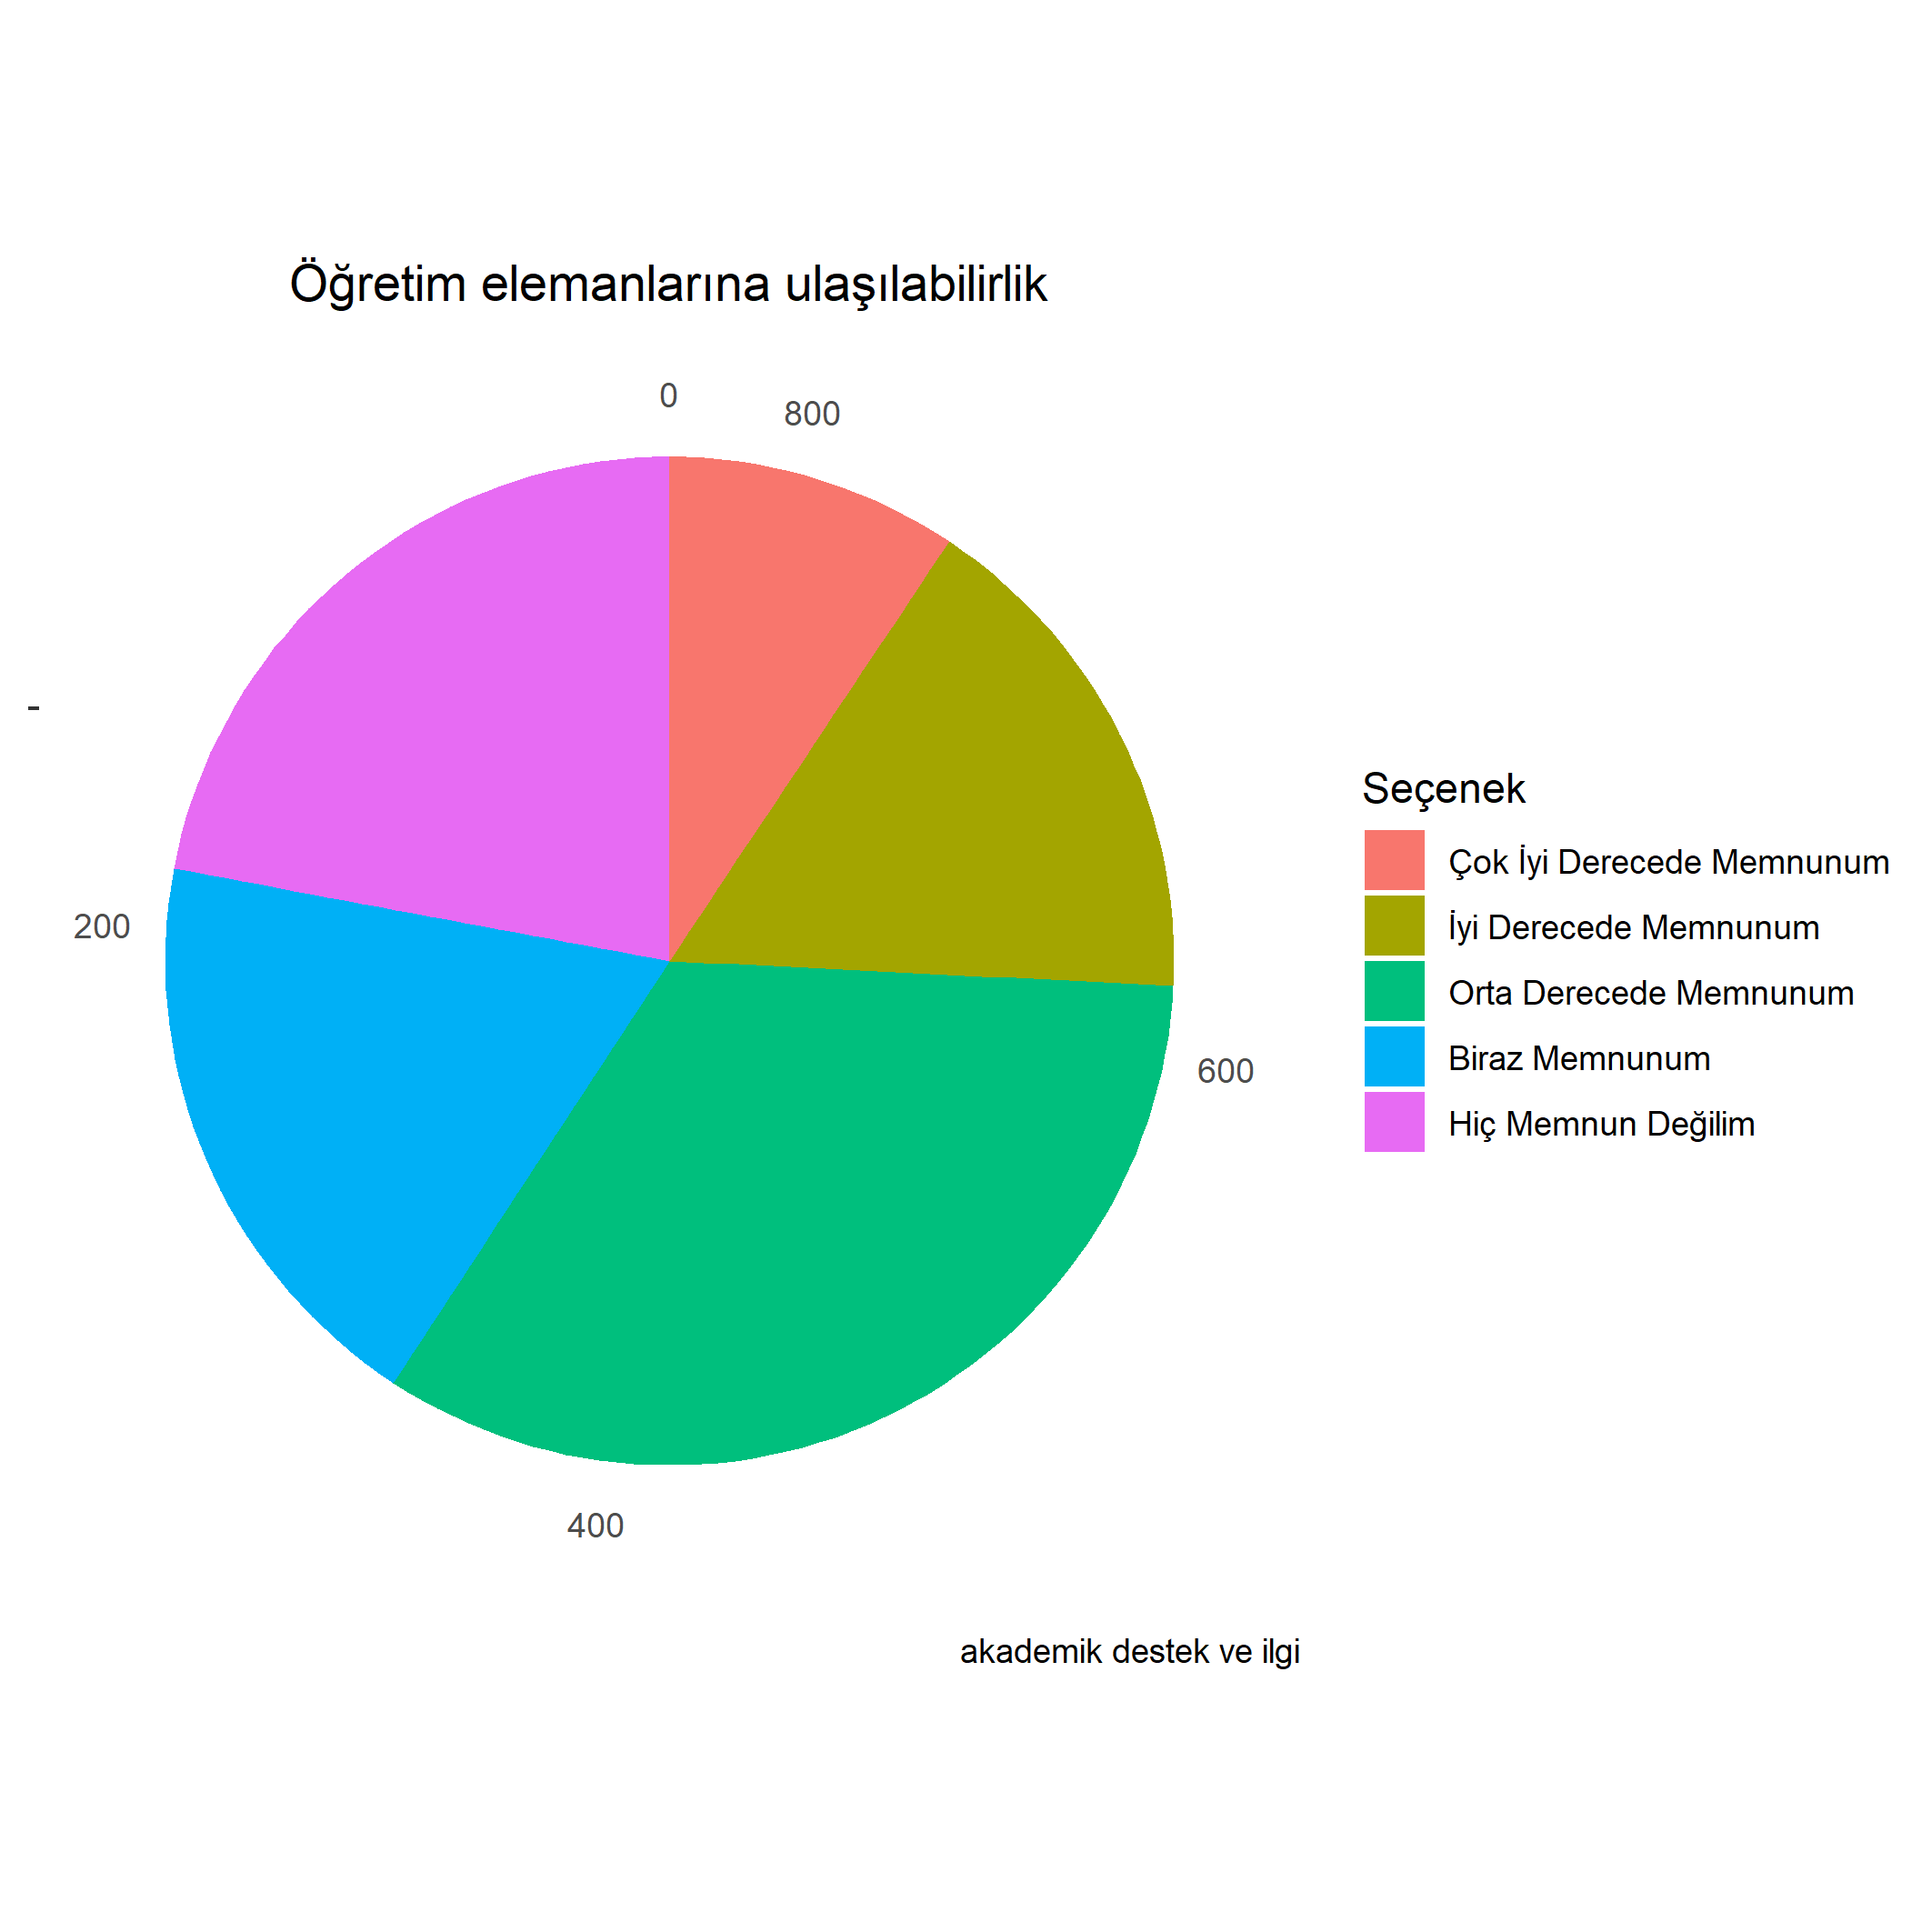 Öğretim elemanlarına ulaşılabilirlik
0
800
-
200
600
400
Seçenek
Çok İyi Derecede Memnunum
İyi Derecede Memnunum
Orta Derecede Memnunum
Biraz Memnunum
Hiç Memnun Değilim
akademik destek ve ilgi